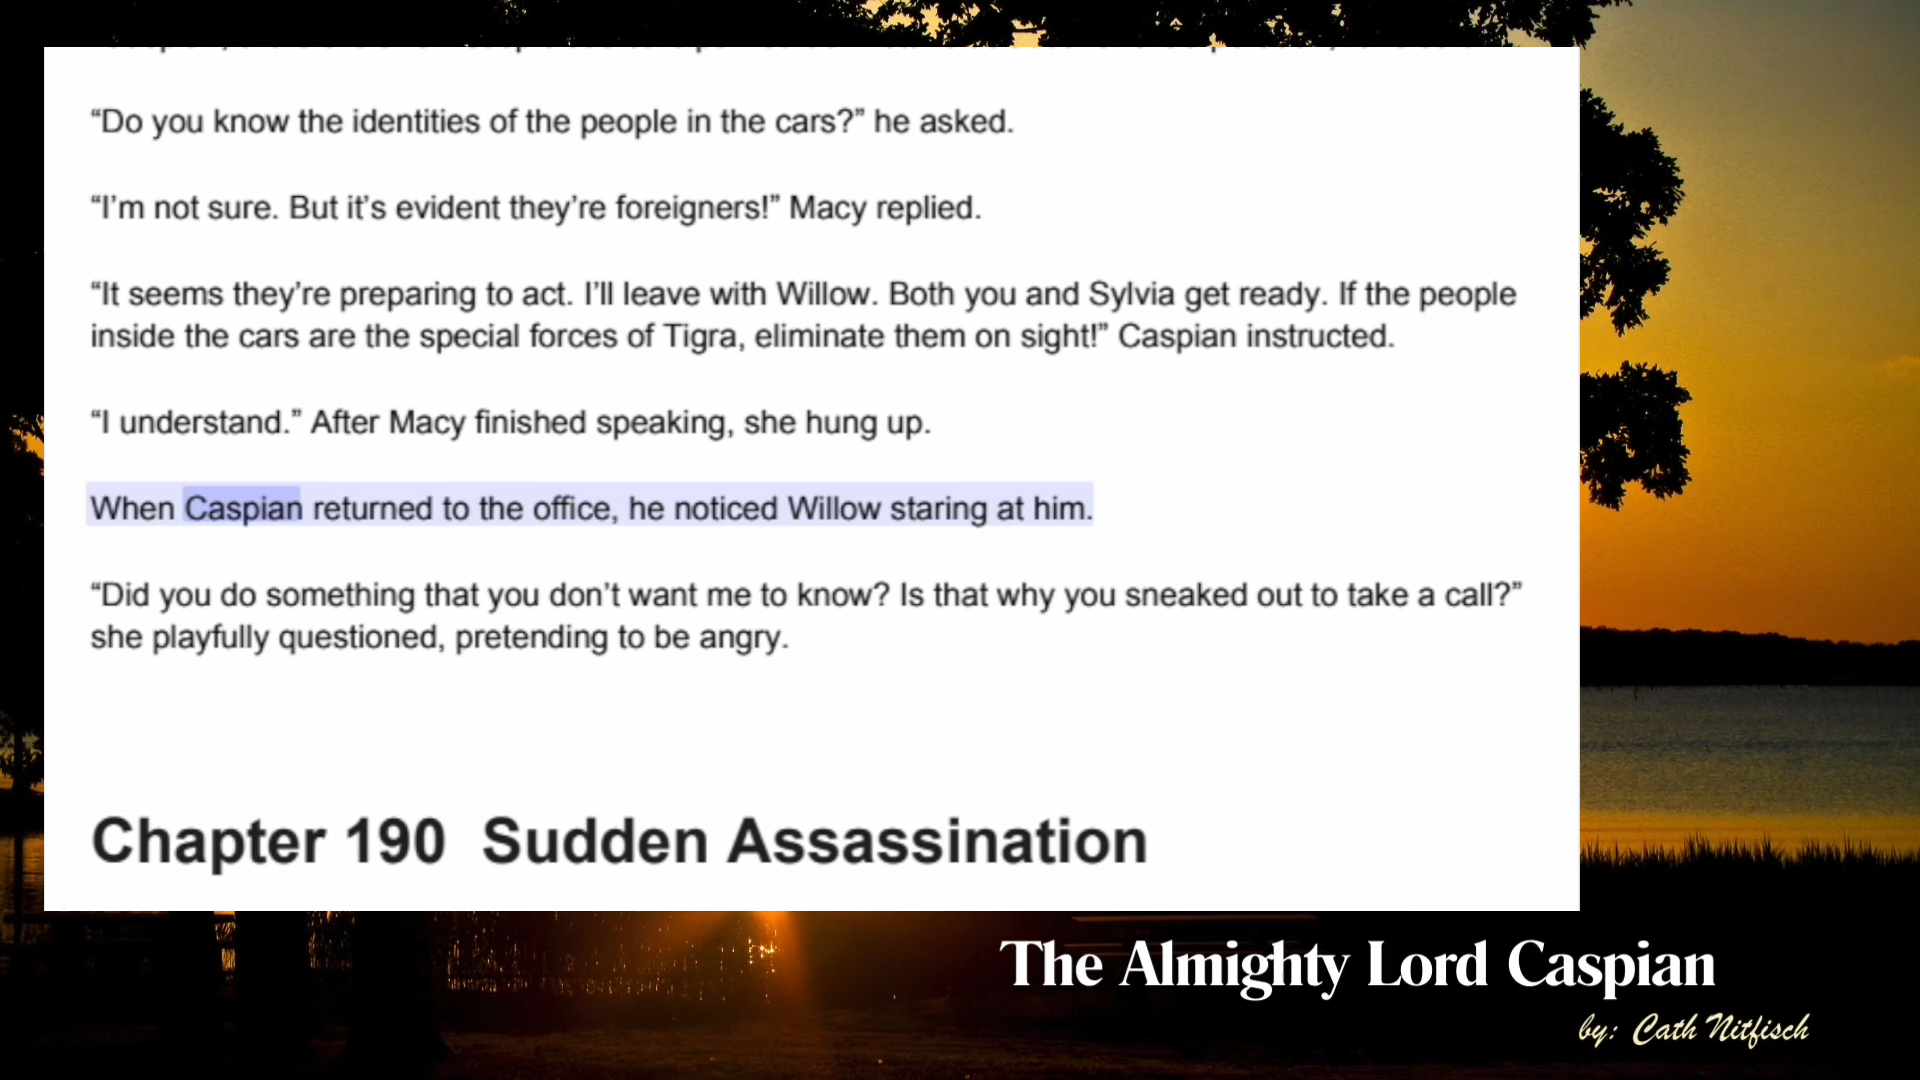 “Do you know the identities of the people in the cars?” he asked.
“I’m not sure. But it’s evident they’re foreigners!” Macy replied.
“It seems they’re preparing to act. I’ll leave with Willow. Both you and Sylvia get ready. If the people
inside the cars are the special forces of Tigra, eliminate them on sight!” Caspian instructed.
“I understand.” After Macy finished speaking, she hung up.
When Caspian returned to the office, he noticed Willow staring at him.
“Did you do something that you don’t want me to know? Is that why you sneaked out to take a call?”
she playfully questioned, pretending to be angry.
Chapter 190  Sudden Assassination
The Almighty Lord Caspian
by: Cath Nitfisch